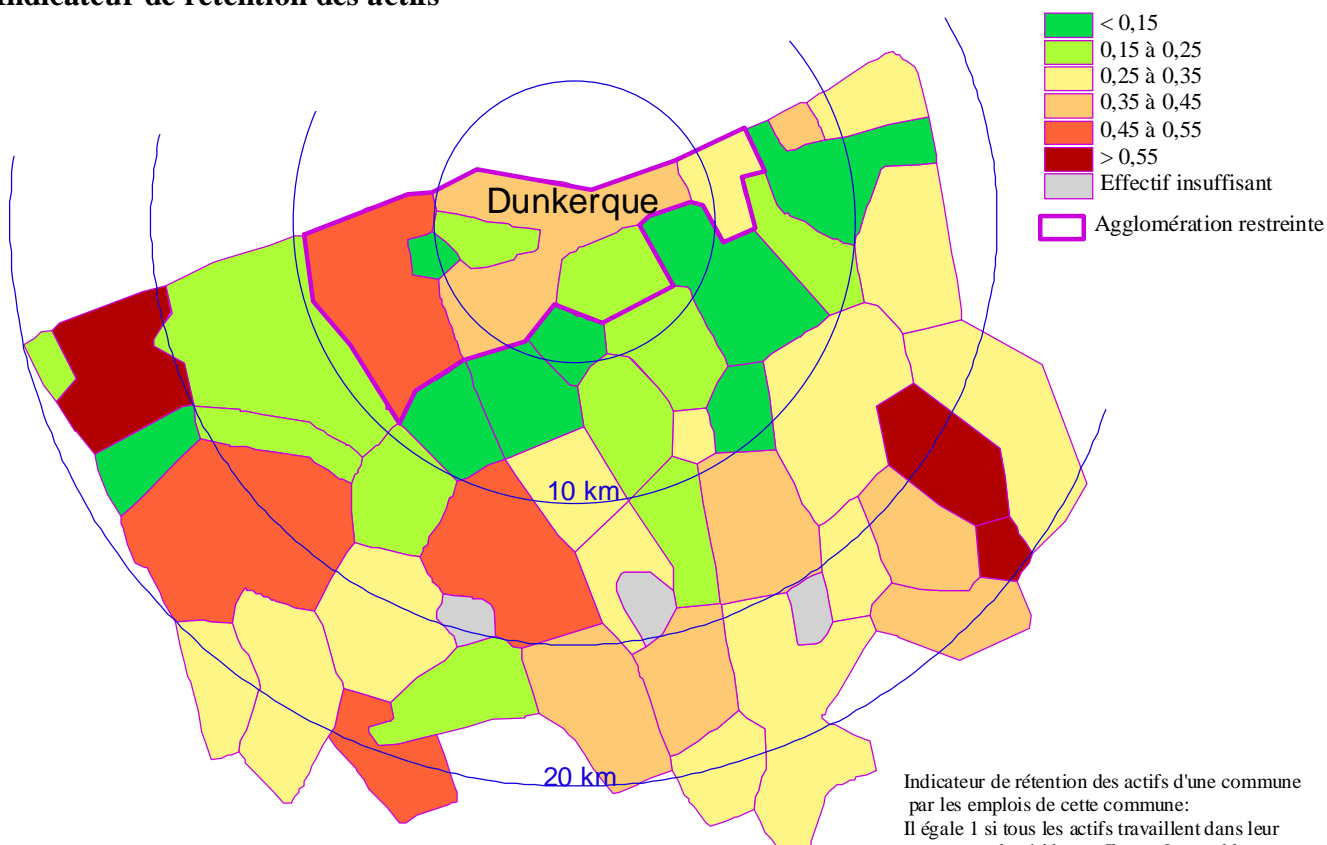 Indicateur de rétention des actifs
< 0,15
0,15 à 0,25
0,25 à 0,35
0,35 à 0,45
0,45 à 0,55
> 0,55
Effectif insuffisant
Agglomération restreinte
Dunkerque
10 km
20 km
Indicateur de rétention des actifs d'une commune
par les emplois de cette commune:
Il égale 1 si tous les actifs travaillent dans leur